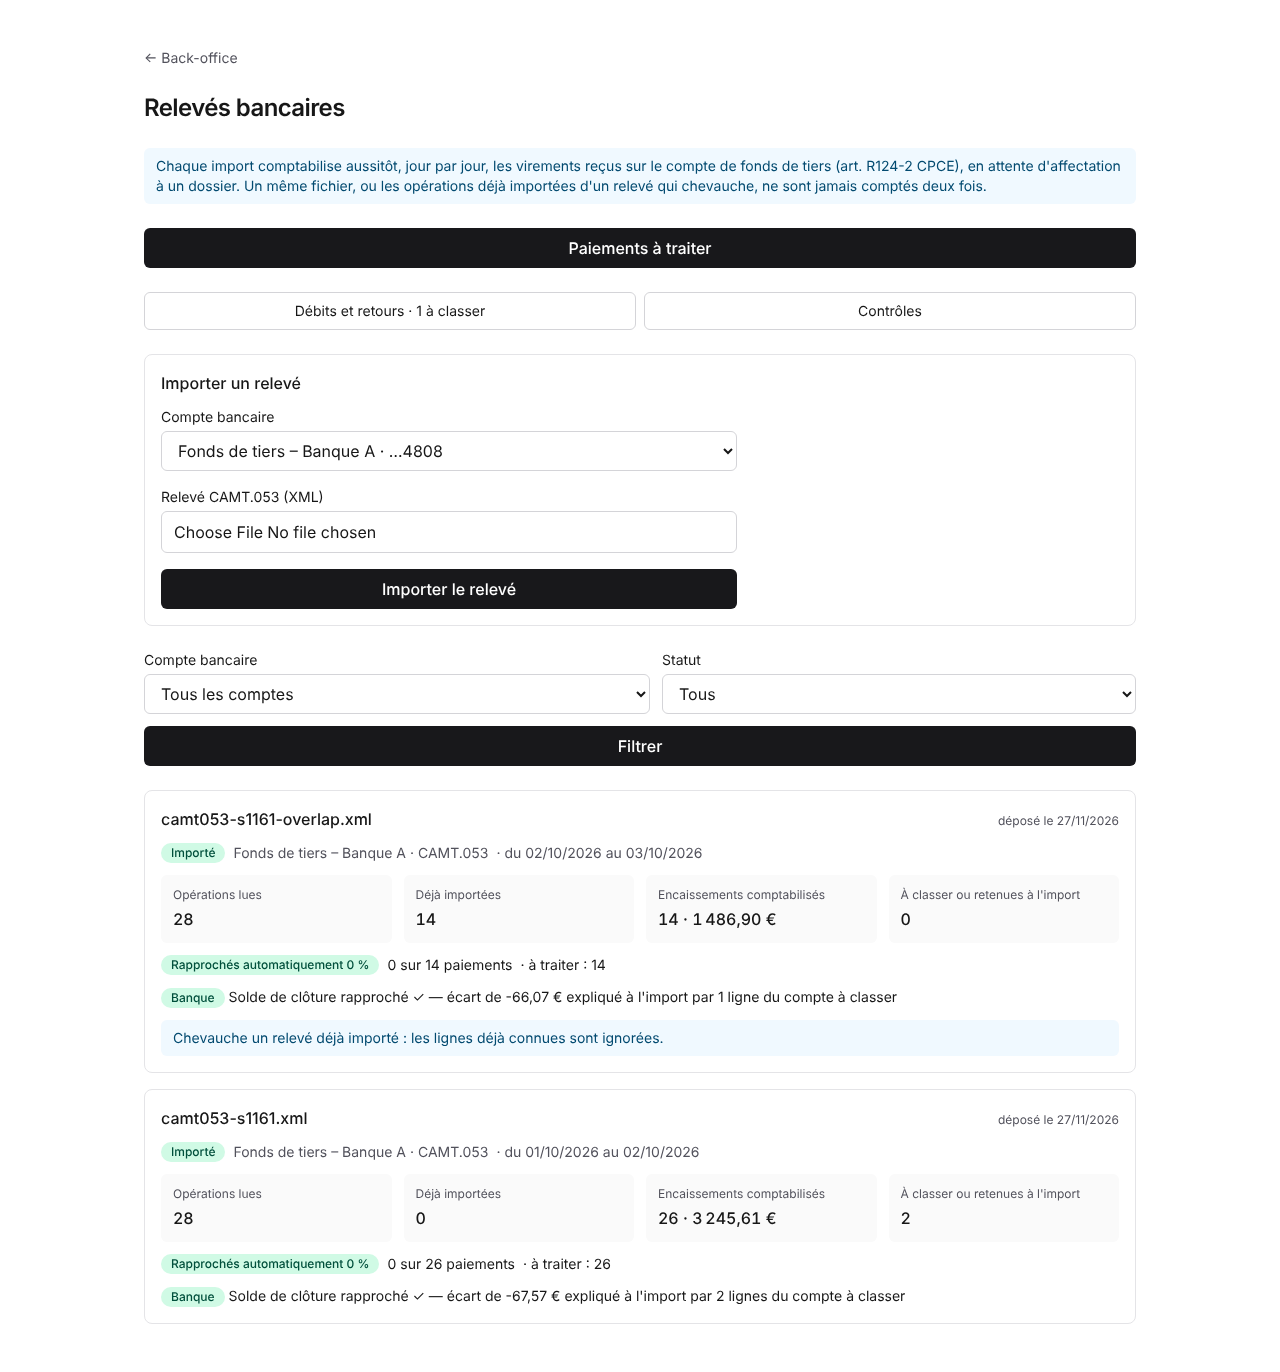 ← Back-office
Relevés bancaires
Chaque import comptabilise aussitôt, jour par jour, les virements reçus sur le compte de fonds de tiers (art. R124-2 CPCE), en attente d'affectation
à un dossier. Un même fichier, ou les opérations déjà importées d'un relevé qui chevauche, ne sont jamais comptés deux fois.
Paiements à traiter
Débits et retours · 1 à classer
Contrôles
Importer un relevé
Compte bancaire
Fonds de tiers – Banque A · …4808
Relevé CAMT.053 (XML)
Choose File No file chosen
Importer le relevé
Compte bancaire
Statut
Tous les comptes
Tous
Filtrer
camt053-s1161-overlap.xml
déposé le 27/11/2026
Importé Fonds de tiers – Banque A · CAMT.053 · du 02/10/2026 au 03/10/2026
Opérations lues
28
Déjà importées
14
Encaissements comptabilisés
14 · 1 486,90 €
À classer ou retenues à l'import
0
Rapprochés automatiquement 0 % 0 sur 14 paiements · à traiter : 14
Banque Solde de clôture rapproché ✓ — écart de -66,07 € expliqué à l'import par 1 ligne du compte à classer
Chevauche un relevé déjà importé : les lignes déjà connues sont ignorées.
camt053-s1161.xml
déposé le 27/11/2026
Importé Fonds de tiers – Banque A · CAMT.053 · du 01/10/2026 au 02/10/2026
Opérations lues
28
Déjà importées
0
Encaissements comptabilisés
26 · 3 245,61 €
À classer ou retenues à l'import
2
Rapprochés automatiquement 0 % 0 sur 26 paiements · à traiter : 26
Banque Solde de clôture rapproché ✓ — écart de -67,57 € expliqué à l'import par 2 lignes du compte à classer